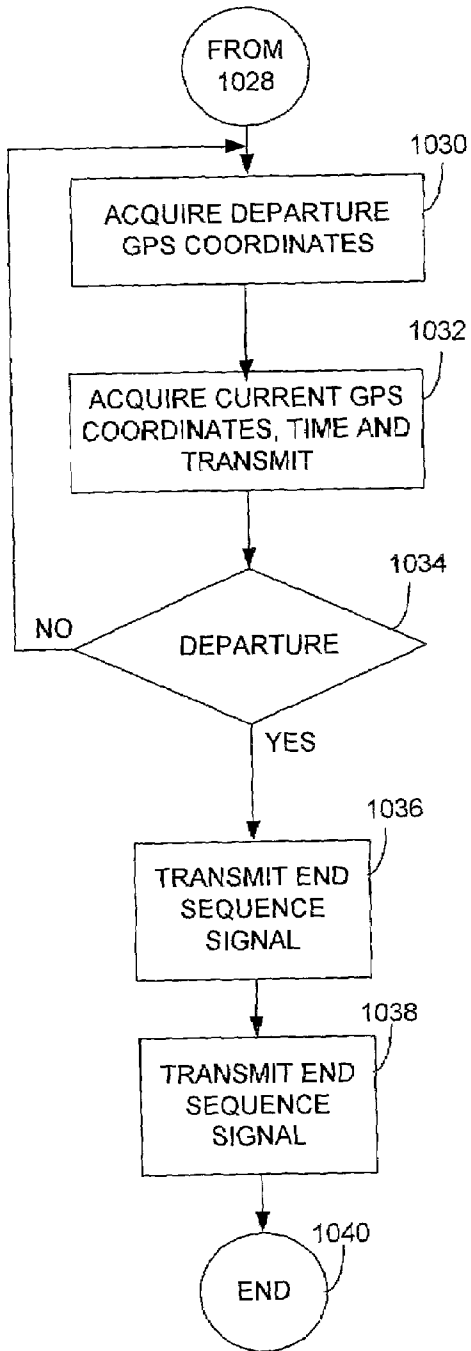 FROM
1028
1030
ACQUIRE DEPARTURE
GPS COORDINATES
1032
ACQUIRE CURRENT GPS
COORDINATES, TIME AND
TRANSMIT
1034
NO
DEPARTURE
YES
1036
TRANSMIT END
SEQUENCE
SIGNAL
1038
TRANSMIT END
SEQUENCE
SIGNAL
1040
END